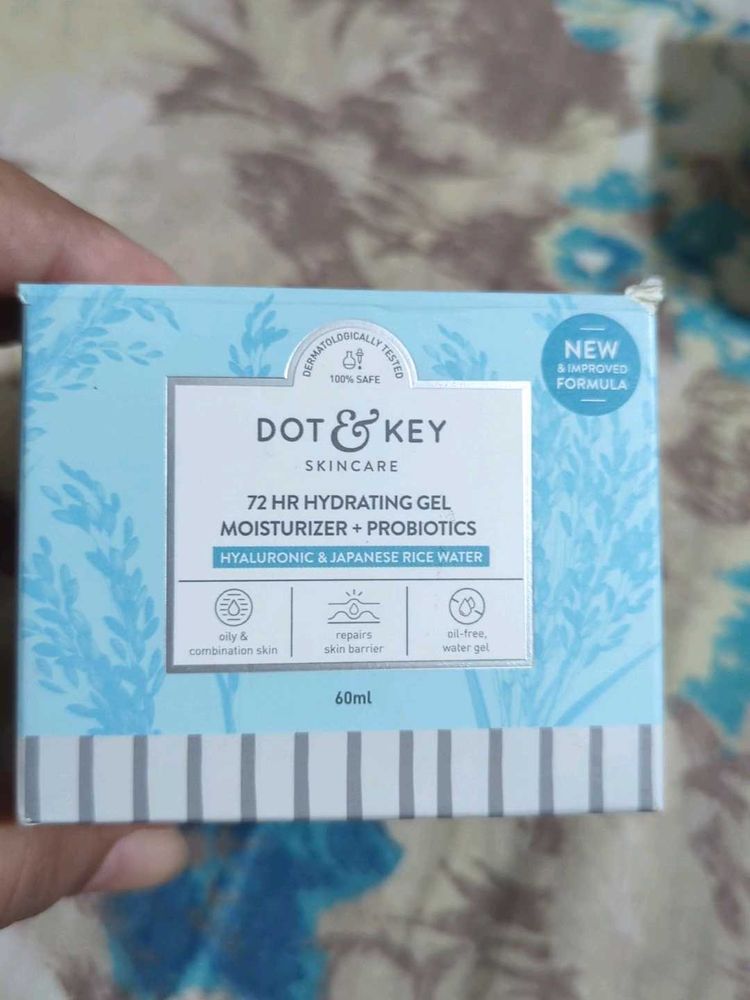 DERMATOLOGICALLY TESTED
100% SAFE
NEW
& IMPROVED
FORMULA
DOT & KEY
SKINCARE
72 HR HYDRATING GEL
MOISTURIZER + PROBIOTICS
HYALURONIC & JAPANESE RICE WATER
oily &
combination skin
repairs
skin barrier
oil-free,
water gel
60ml